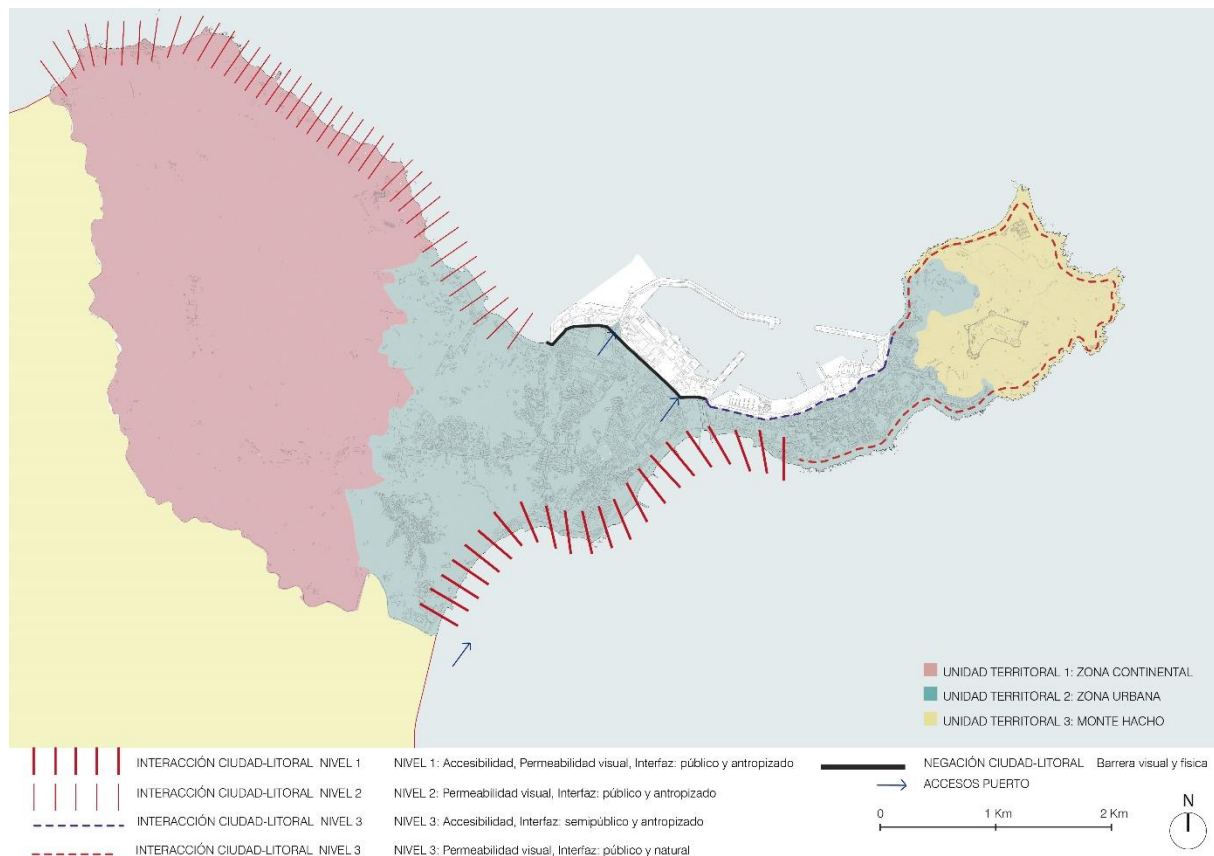 UNIDAD TERRITORAL 1: ZONA CONTINENTAL
UNIDAD TERRITORAL 2: ZONA URBANA
UNIDAD TERRITORAL 3: MONTE HACHO
INTERACCIÓN CIUDAD-LITORAL NIVEL 1 NIVEL 1: Accesibilidad, Permeabilidad visual, Interfaz: público y antropizado
INTERACCIÓN CIUDAD-LITORAL NIVEL 2 NIVEL 2: Permeabilidad visual, Interfaz: público y antropizado
INTERACCIÓN CIUDAD-LITORAL NIVEL 3 NIVEL 3: Accesibilidad, Interfaz: semipúblico y antropizado
INTERACCIÓN CIUDAD-LITORAL NIVEL 3 NIVEL 3: Permeabilidad visual, Interfaz: público y natural
NEGACIÓN CIUDAD-LITORAL Barrera visual y física
ACCESOS PUERTO
0 1 Km 2 Km
N